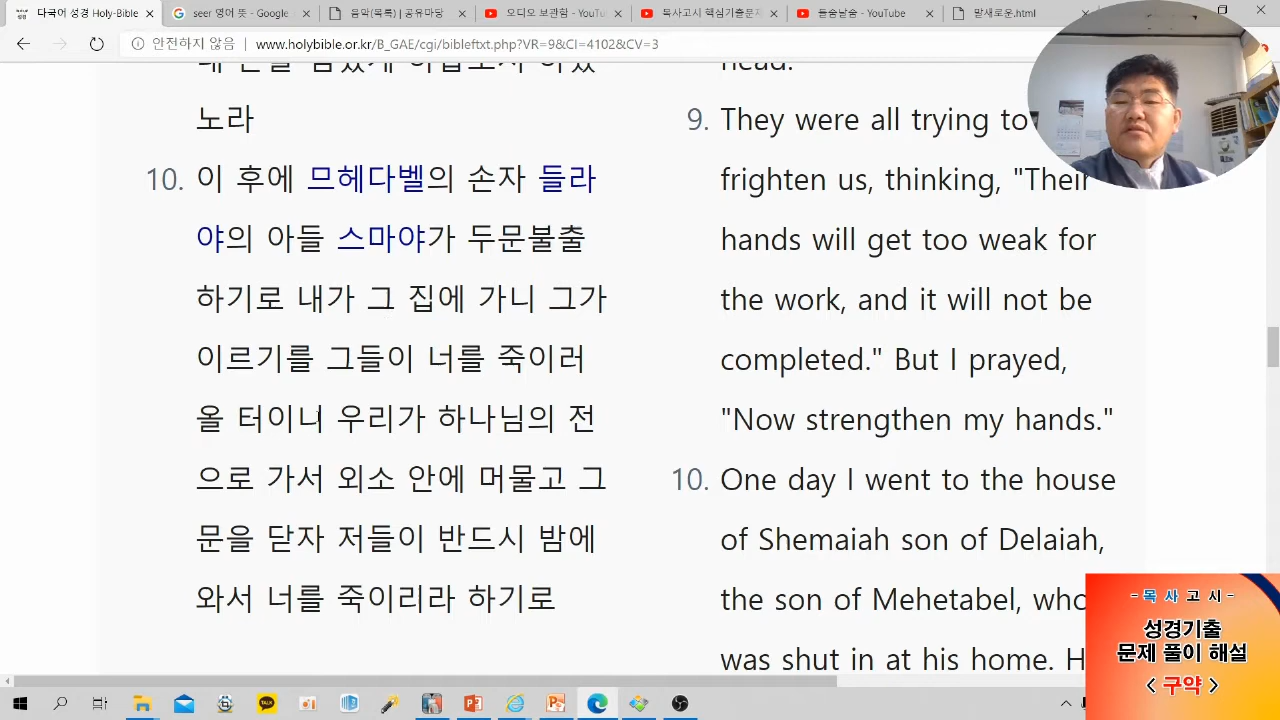 다국어 성경 Holy-Bible
seer 영어 뜻 - Google
음악(목록) | 공유마당
오디오 보관함 - YouTu
목사고시 핵심기출문제
들숨날숨 - YouTube
맡새로운.html
안전하지 않음
www.holybible.or.kr/B_GAE/cgi/bibleftxt.php?VR=9&CI=4102&CV=3
노라
10. 이 후에 므헤다벨의 손자 들라
야의 아들 스마야가 두문불출
하기로 내가 그 집에 가니 그가
이르기를 그들이 너를 죽이러
올 터이니 우리가 하나님의 전
으로 가서 외소 안에 머물고 그
문을 닫자 저들이 반드시 밤에
와서 너를 죽이리라 하기로
head.
9. They were all trying to
frighten us, thinking, "Their
hands will get too weak for
the work, and it will not be
completed." But I prayed,
"Now strengthen my hands."
10. One day I went to the house
of Shemaiah son of Delaiah,
the son of Mehetabel, who
was shut in at his home. H
- 목 사 고 시 -
성경기출
문제 풀이 해설
< 구약 >
TALK